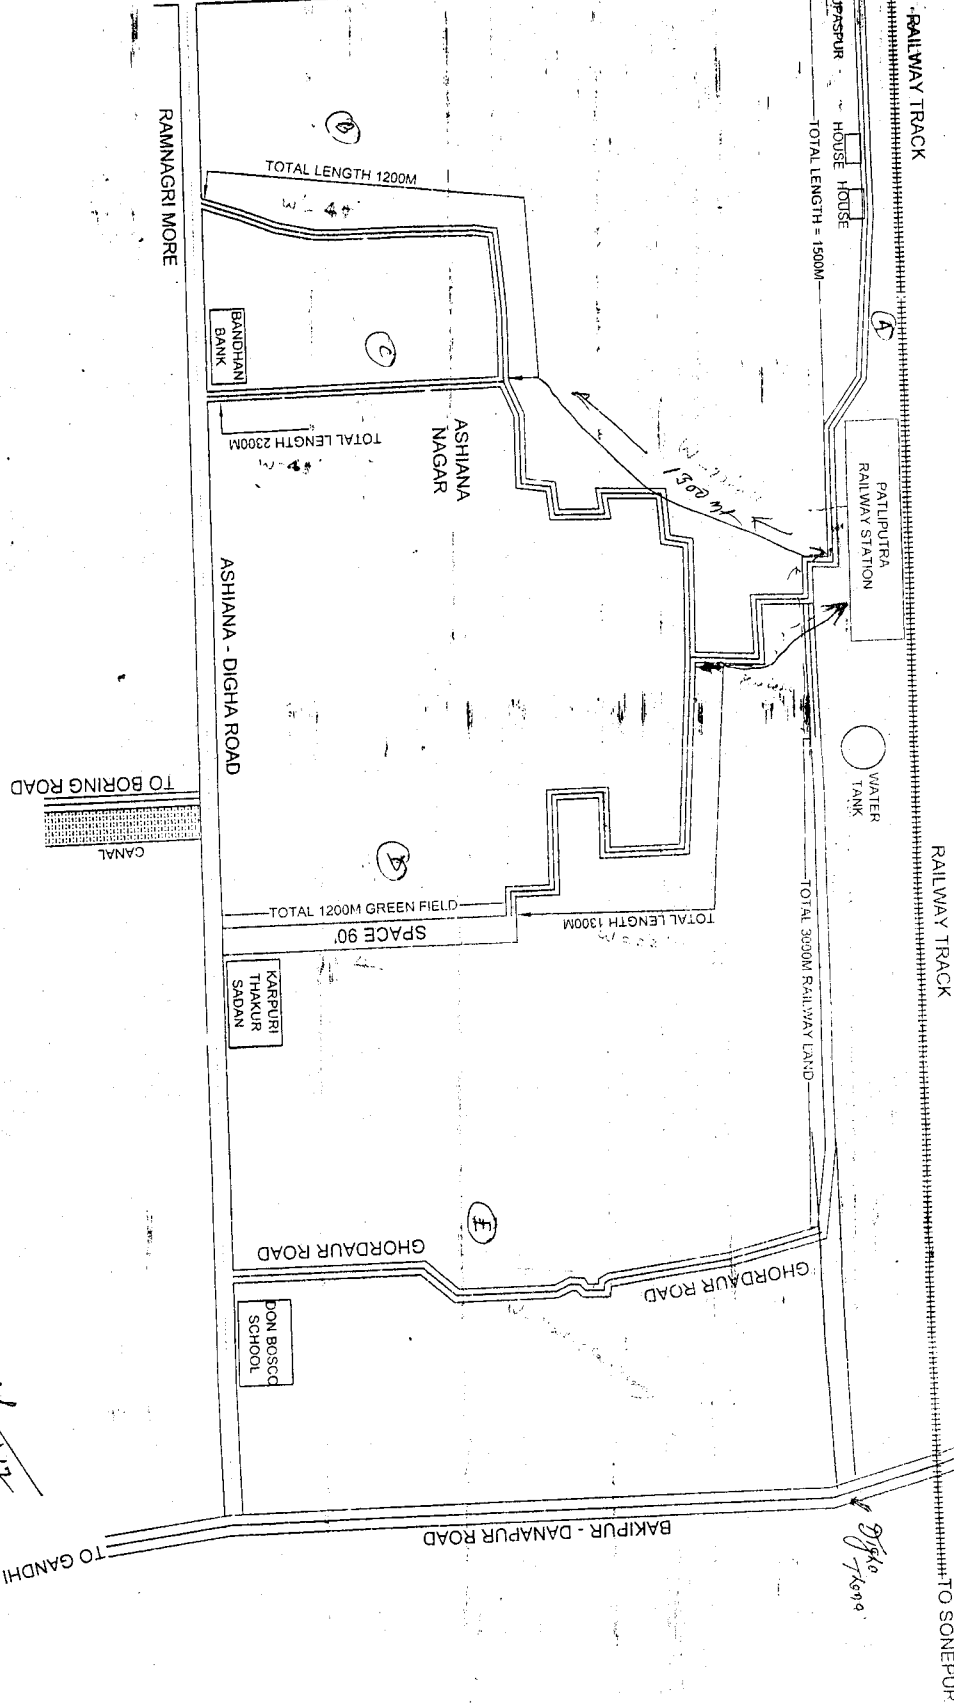 RAILWAY TRACK
HOUSE
HOUSE
TOTAL LENGTH = 1500M
(A)
PATLIPUTRA
RAILWAY STATION
WATER
TANK
RAILWAY TRACK
TO SONEPUR
RAMNAGRI MORE
(B)
TOTAL LENGTH 1200M
BANDHAN
BANK
(C)
TOTAL LENGTH 2300M
ASHIANA
NAGAR
1300
ASHIANA - DIGHA ROAD
TO BORING ROAD
CANAL
TOTAL 1200M GREEN FIELD
SPACE 90'
TOTAL LENGTH 1300M
TOTAL 3000M RAILWAY LAND
KARPURI
THAKUR
SADAN
(E)
GHORDAUR ROAD
GHORDAUR ROAD
DON BOSCO
SCHOOL
BAKIPUR - DANAPUR ROAD
TO GANDHI
Digha
Thana